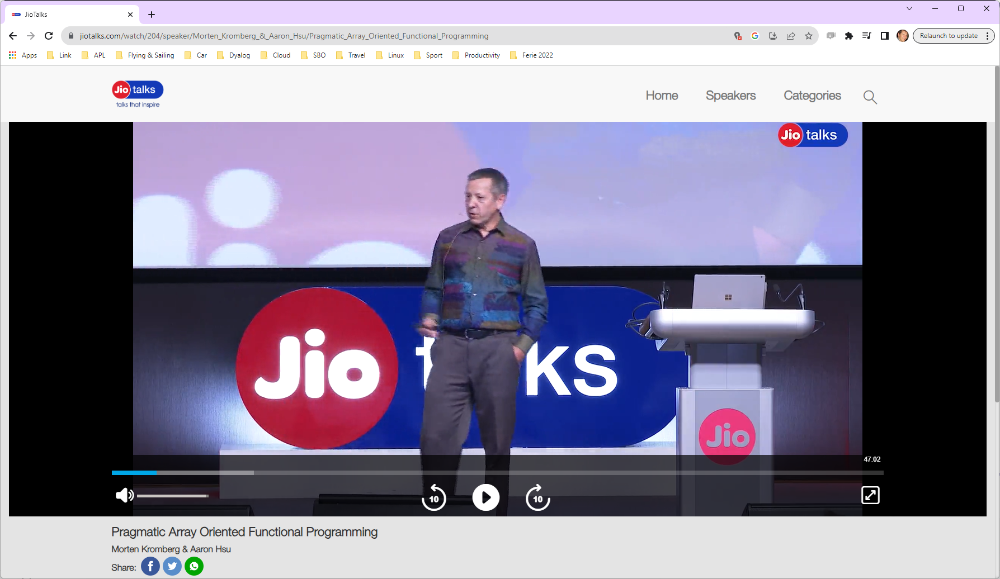 JioTalks
jiotalks.com/watch/204/speaker/Morten_Kromberg_&_Aaron_Hsu/Pragmatic_Array_Oriented_Functional_Programming
Relaunch to update
Apps Link APL Flying & Sailing Car Dyalog Cloud SBO Travel Linux Sport Productivity Ferie 2022
Jio talks
talks that inspire
Home Speakers Categories
Jio talks
Jio t ks
Jio
47:02
10 10
Pragmatic Array Oriented Functional Programming
Morten Kromberg & Aaron Hsu
Share: